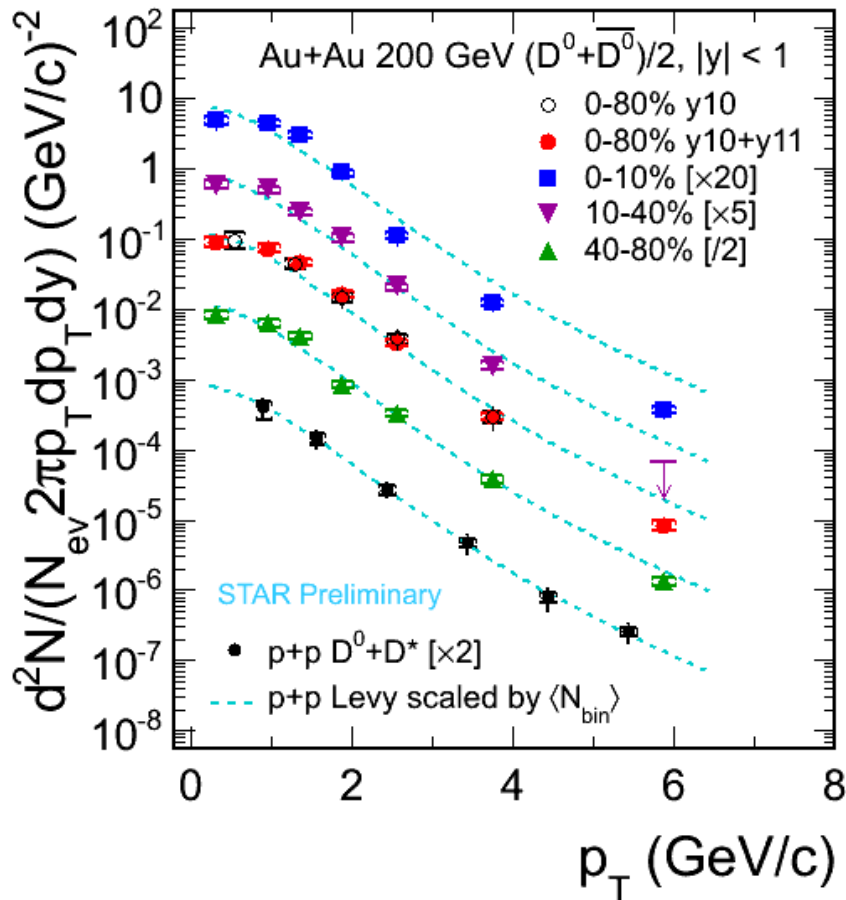 Au+Au 200 GeV (D⁰+D̅⁰)/2, |y| < 1
0-80% y10
0-80% y10+y11
0-10% [×20]
10-40% [×5]
40-80% [/2]
STAR Preliminary
p+p D⁰+D* [×2]
p+p Levy scaled by ⟨N_bin⟩
d²N/(N_ev 2πp_T dp_T dy) (GeV/c)⁻²
10²
10
1
10⁻¹
10⁻²
10⁻³
10⁻⁴
10⁻⁵
10⁻⁶
10⁻⁷
10⁻⁸
0 2 4 6 8
p_T (GeV/c)